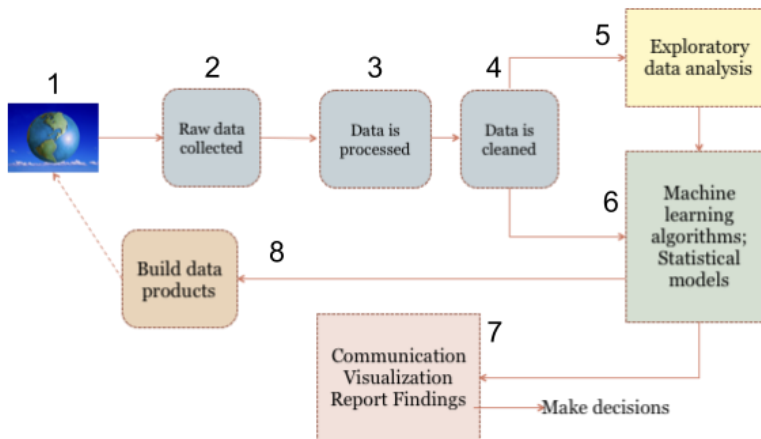 1
2
Raw data
collected
3
Data is
processed
4
Data is
cleaned
5
Exploratory
data analysis
6
Machine
learning
algorithms;
Statistical
models
8
Build data
products
7
Communication
Visualization
Report Findings
Make decisions